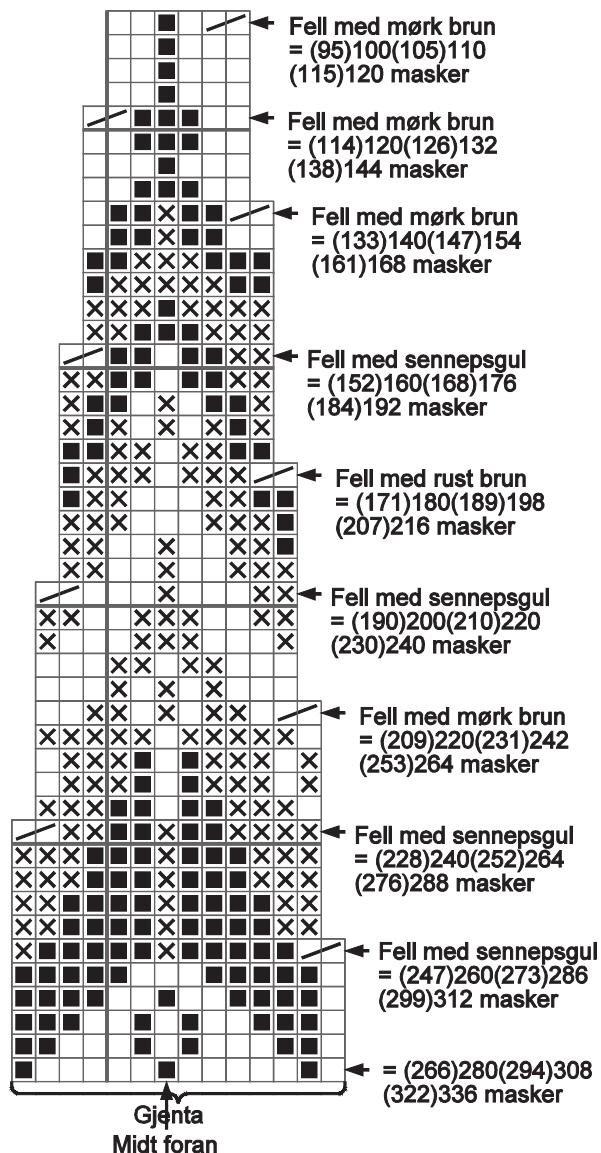 Fell med mørk brun
= (95)100(105)110
(115)120 masker
Fell med mørk brun
= (114)120(126)132
(138)144 masker
Fell med mørk brun
= (133)140(147)154
(161)168 masker
Fell med sennepsgul
= (152)160(168)176
(184)192 masker
Fell med rust brun
= (171)180(189)198
(207)216 masker
Fell med sennepsgul
= (190)200(210)220
(230)240 masker
Fell med mørk brun
= (209)220(231)242
(253)264 masker
Fell med sennepsgul
= (228)240(252)264
(276)288 masker
Fell med sennepsgul
= (247)260(273)286
(299)312 masker
= (266)280(294)308
(322)336 masker
Gjenta
Midt foran